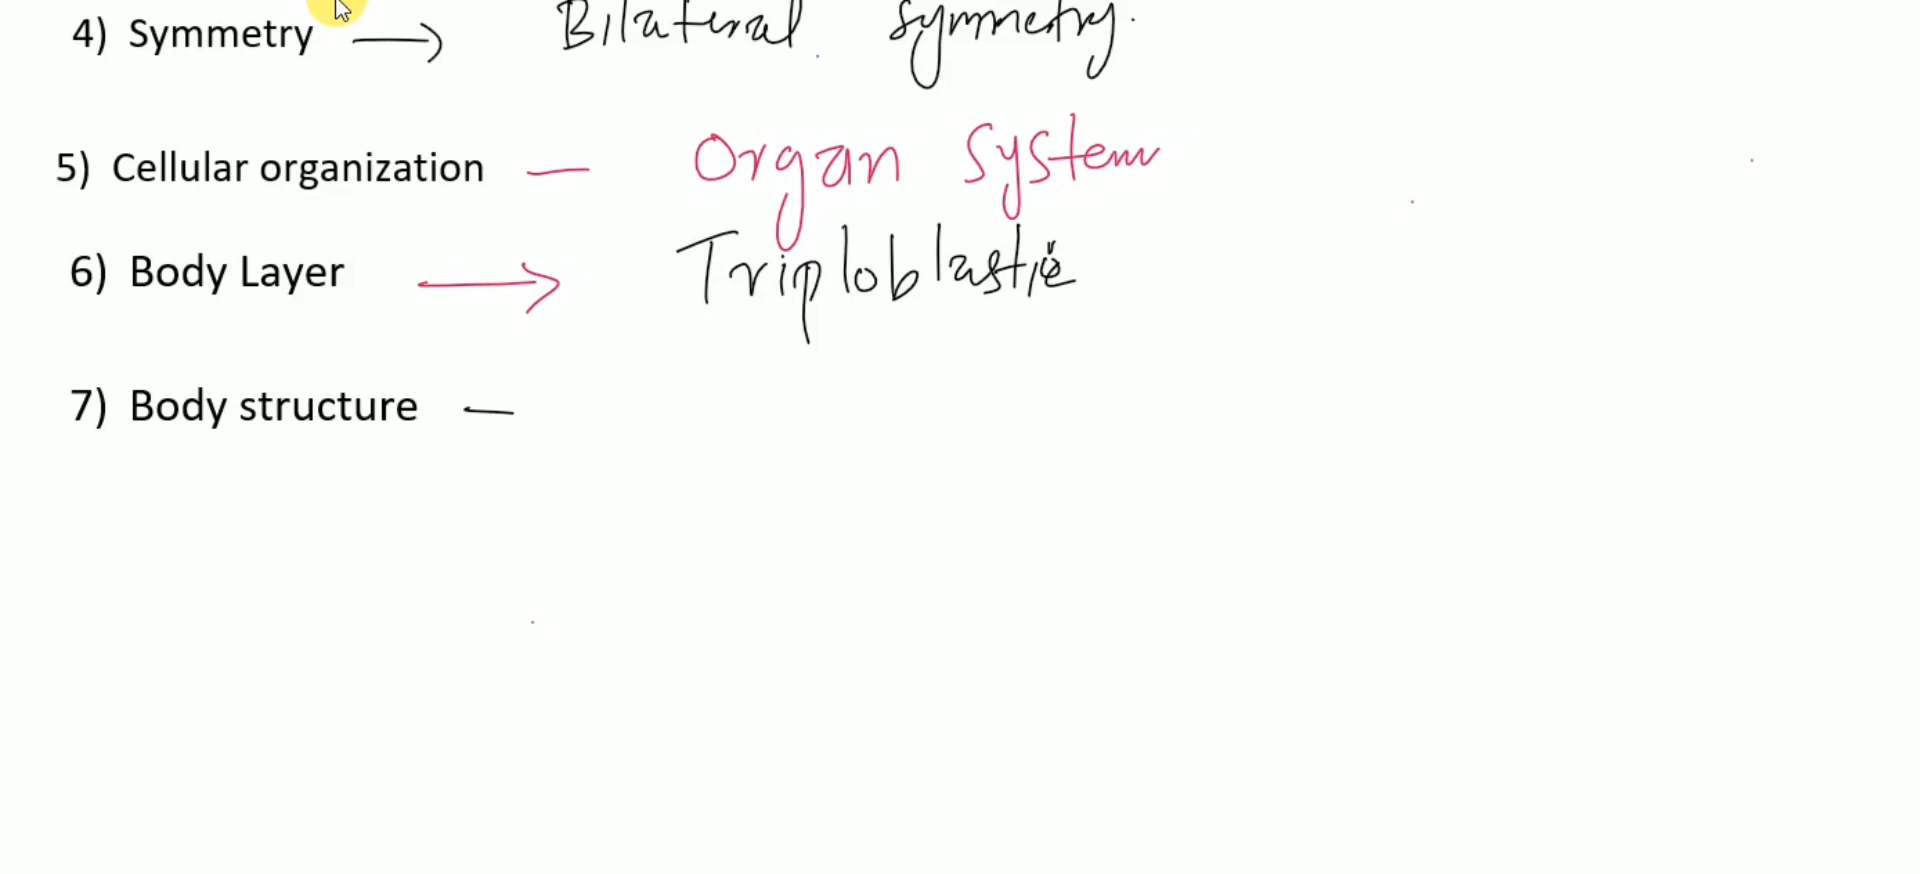 4) Symmetry → Bilateral Symmetry.
5) Cellular organization — Organ System
6) Body Layer → Triploblastic
7) Body structure —